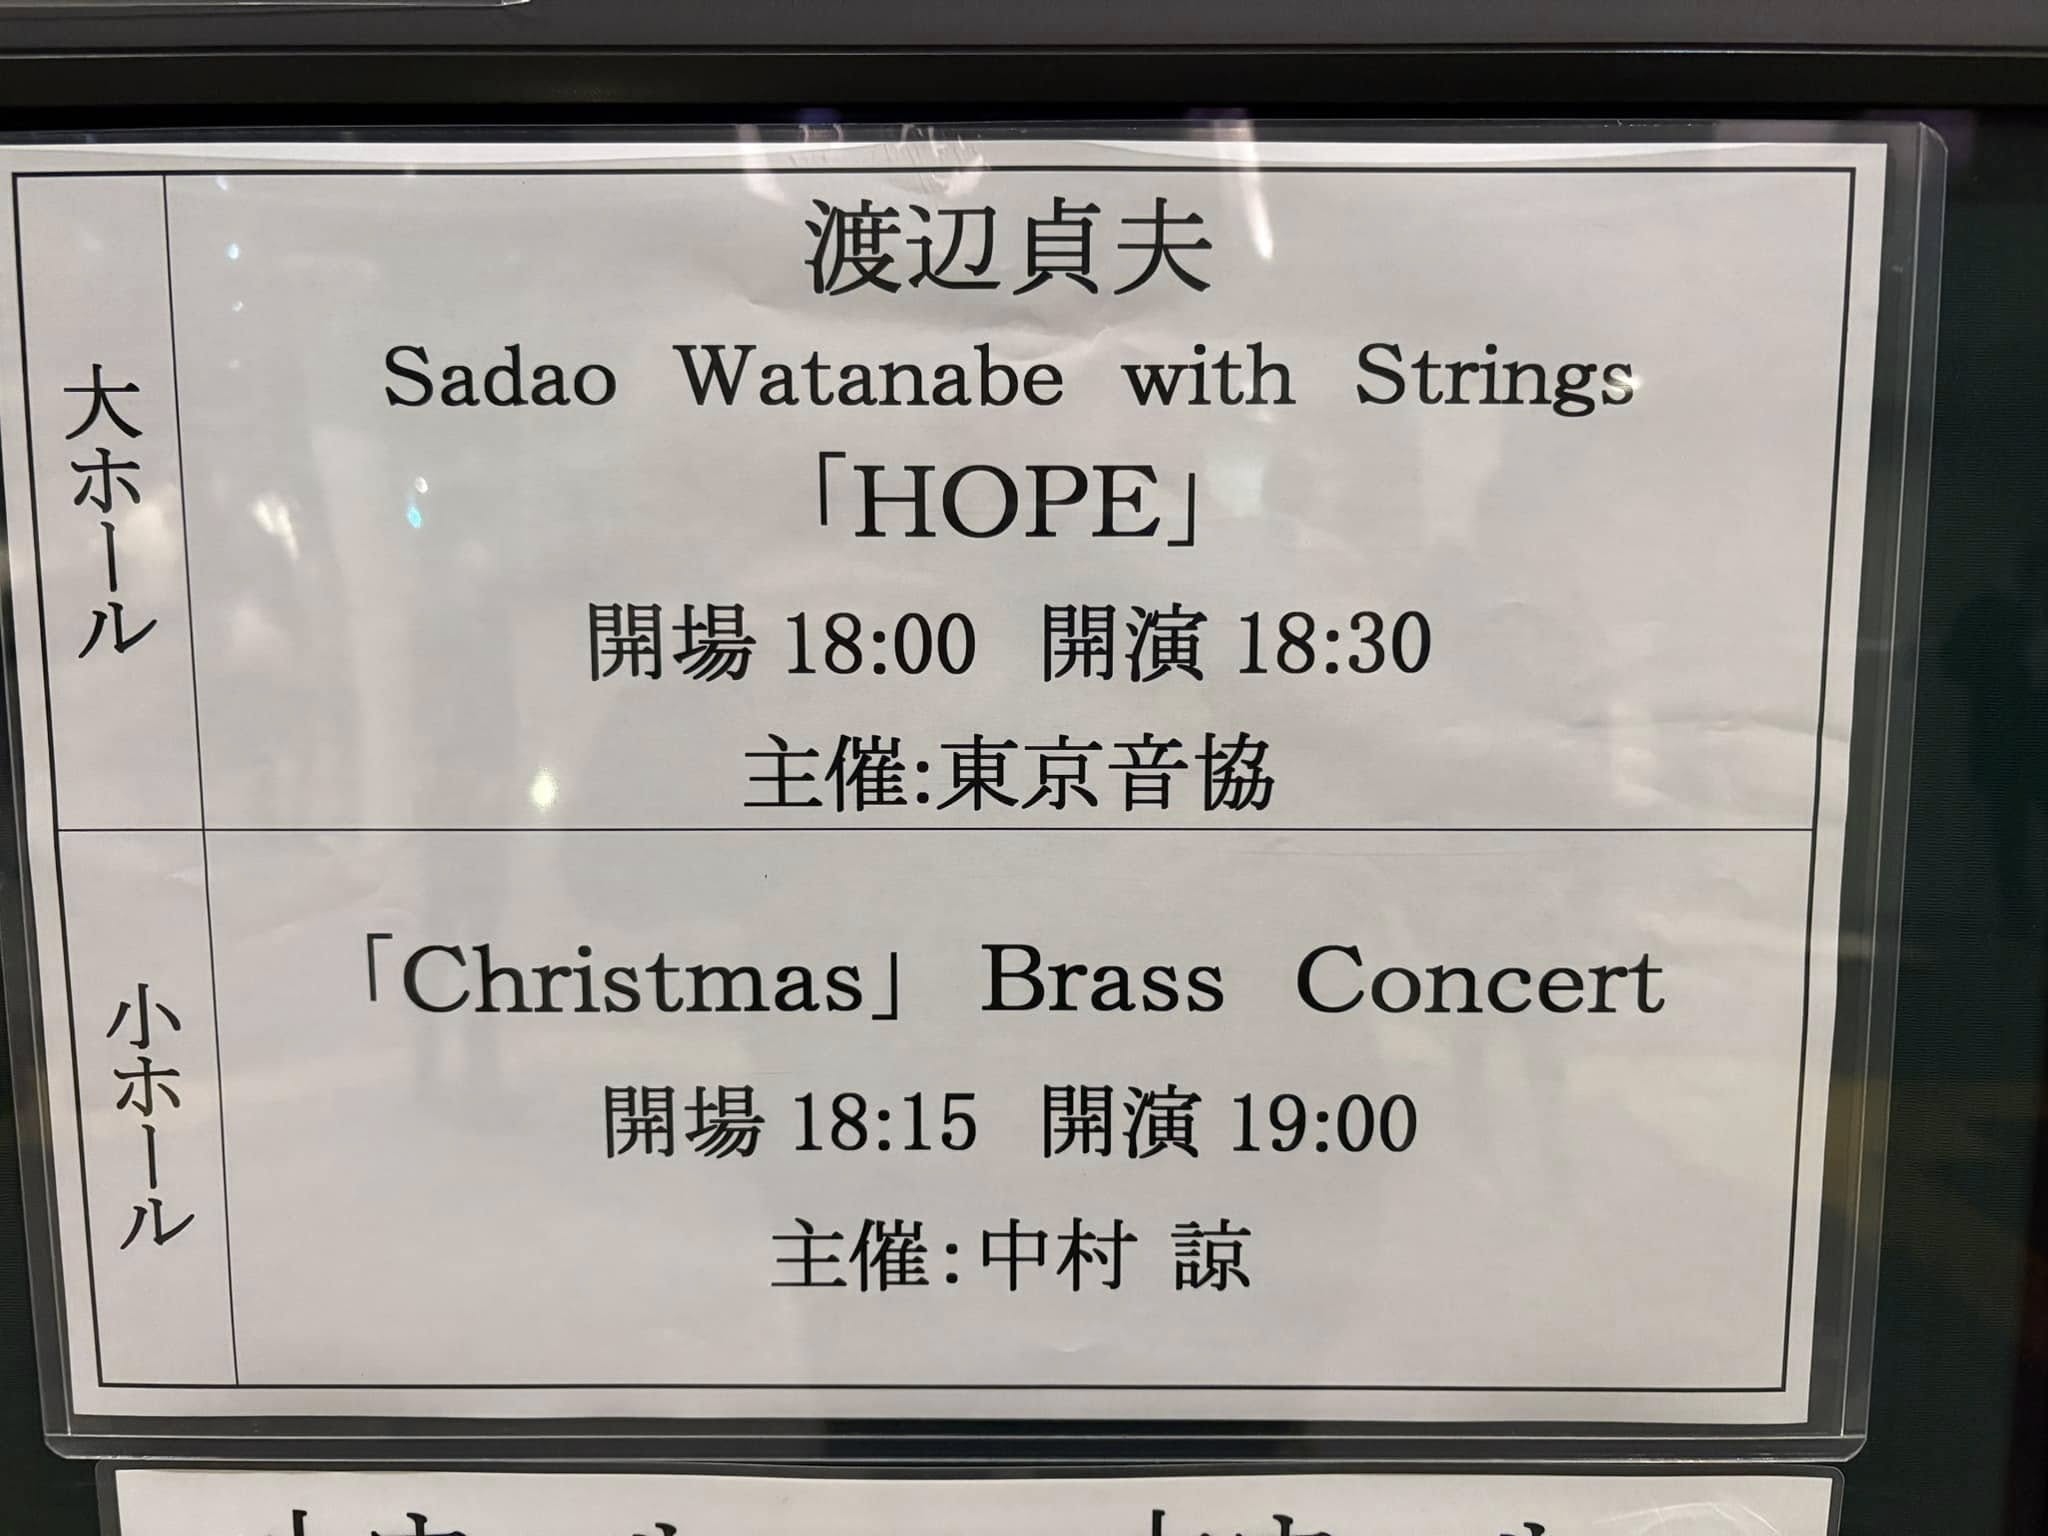 大ホール
渡辺貞夫
Sadao Watanabe with Strings
「HOPE」
開場 18:00 開演 18:30
主催:東京音協
小ホール
「Christmas」 Brass Concert
開場 18:15 開演 19:00
主催:中村 諒